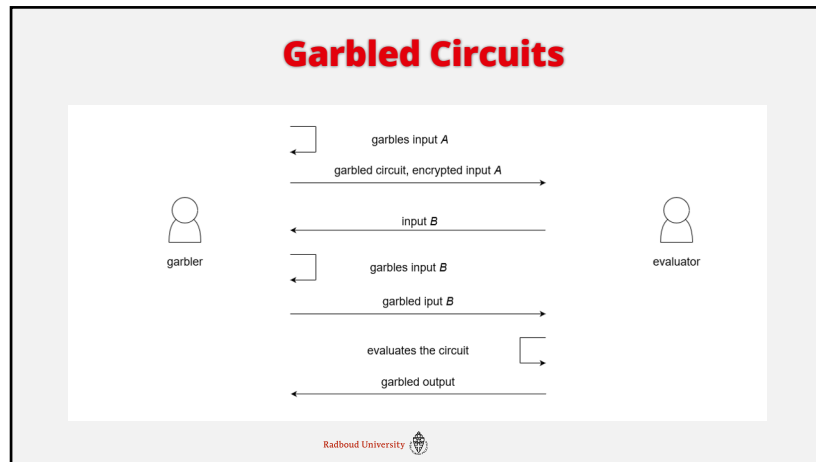 Garbled Circuits
garbles input A
garbled circuit, encrypted input A
input B
garbler
evaluator
garbles input B
garbled iput B
evaluates the circuit
garbled output
Radboud University